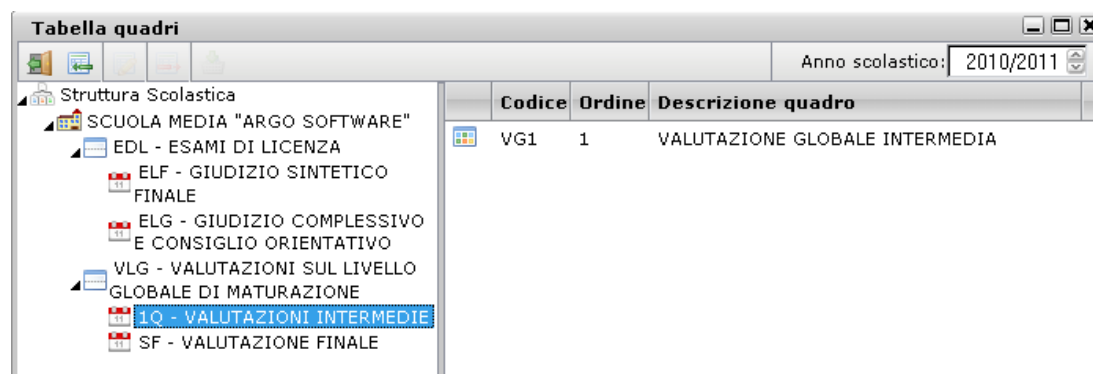 Tabella quadri
Anno scolastico: 2010/2011
Struttura Scolastica
SCUOLA MEDIA "ARGO SOFTWARE"
EDL - ESAMI DI LICENZA
ELF - GIUDIZIO SINTETICO
FINALE
ELG - GIUDIZIO COMPLESSIVO
E CONSIGLIO ORIENTATIVO
VLG - VALUTAZIONI SUL LIVELLO
GLOBALE DI MATURAZIONE
1Q - VALUTAZIONI INTERMEDIE
SF - VALUTAZIONE FINALE
Codice Ordine Descrizione quadro
VG1 1 VALUTAZIONE GLOBALE INTERMEDIA